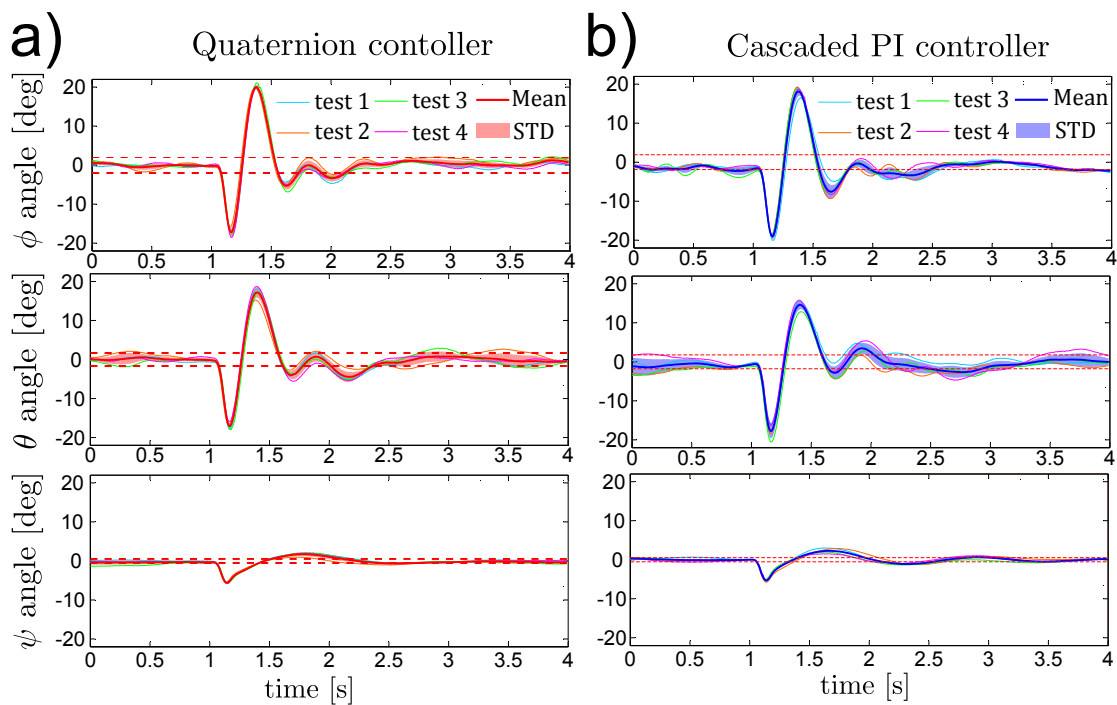 a) Quaternion contoller
ϕ angle [deg]
20
10
0
-10
-20
test 1 test 3 Mean
test 2 test 4 STD
0 0.5 1 1.5 2 2.5 3 3.5 4
θ angle [deg]
20
10
0
-10
-20
0 0.5 1 1.5 2 2.5 3 3.5
ψ angle [deg]
20
10
0
-10
-20
0 0.5 1 1.5 2 2.5 3 3.5 4
time [s]
b) Cascaded PI controller
20
10
0
-10
-20
test 1 test 3 Mean
test 2 test 4 STD
0 0.5 1 1.5 2 2.5 3 3.5 4
20
10
0
-10
-20
0 0.5 1 1.5 2 2.5 3 3.5 4
20
10
0
-10
-20
0 0.5 1 1.5 2 2.5 3 3.5 4
time [s]